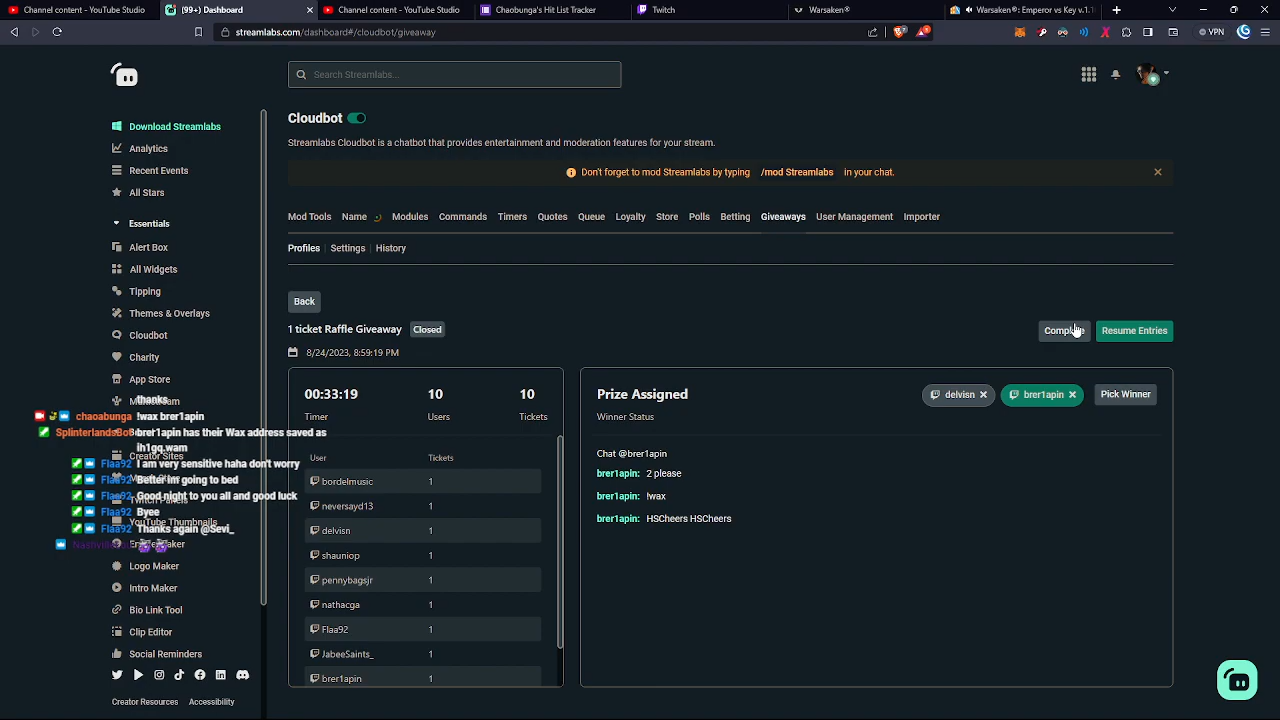 Channel content - YouTube Studio
(99+) Dashboard
Channel content - YouTube Studio
Chaobunga's Hit List Tracker
Twitch
Warsaken®
Warsaken®: Emperor vs Key v.1.1
streamlabs.com/dashboard#/cloudbot/giveaway
VPN
Search Streamlabs...
Download Streamlabs
Analytics
Recent Events
All Stars
Essentials
Alert Box
All Widgets
Tipping
Themes & Overlays
Cloudbot
Charity
App Store
Creator Sites
YouTube Thumbnails
Logo Maker
Intro Maker
Bio Link Tool
Clip Editor
Social Reminders
Creator Resources
Accessibility
thanks
chaoabunga !wax brer1apin
brer1apin has their Wax address saved as
Flaa92 I am very sensitive haha don't worry
Flaa92 Better im going to bed
Flaa92 Good night to you all and good luck
Flaa92 Byee
Flaa92 Thanks again @Sevi_
Cloudbot
Streamlabs Cloudbot is a chatbot that provides entertainment and moderation features for your stream.
Don't forget to mod Streamlabs by typing /mod Streamlabs in your chat.
Mod Tools Name Modules Commands Timers Quotes Queue Loyalty Store Polls Betting Giveaways User Management Importer
Profiles Settings History
Back
1 ticket Raffle Giveaway Closed
8/24/2023, 8:59:19 PM
Resume Entries
00:33:19 10 10
Timer Users Tickets
User Tickets
bordelmusic 1
neversayd13 1
delvisn 1
shauniop 1
pennybagsjr 1
nathacga 1
Flaa92 1
JabeeSaints_ 1
brer1apin 1
Prize Assigned
Winner Status
delvisn
brer1apin
Pick Winner
Chat @brer1apin
brer1apin: 2 please
brer1apin: !wax
brer1apin: HSCheers HSCheers